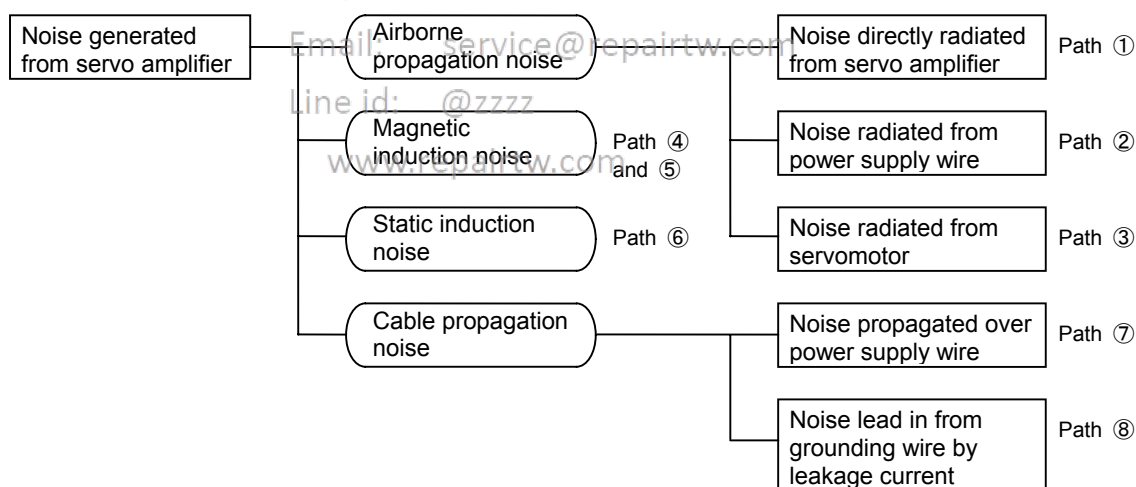 Noise generated
from servo amplifier
Airborne
propagation noise
Noise directly radiated
from servo amplifier
Path ①
Magnetic
induction noise
Path ④
and ⑤
Noise radiated from
power supply wire
Path ②
Static induction
noise
Path ⑥
Noise radiated from
servomotor
Path ③
Cable propagation
noise
Noise propagated over
power supply wire
Path ⑦
Noise lead in from
grounding wire by
leakage current
Path ⑧
Email: service@repairtw.com
Line id: @zzzz
www.repairtw.com